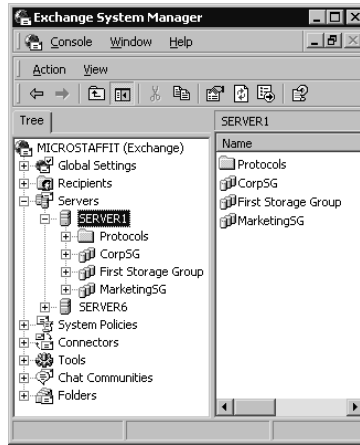 Exchange System Manager
Console Window Help
Action View
Tree
SERVER1
MICROSTAFFIT (Exchange)
Global Settings
Recipients
Servers
SERVER1
Protocols
CorpSG
First Storage Group
MarketingSG
SERVER6
System Policies
Connectors
Tools
Chat Communities
Folders
Name
Protocols
CorpSG
First Storage Group
MarketingSG